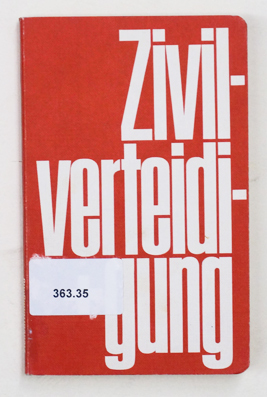 Zivil-
verteidi-
gung
363.35